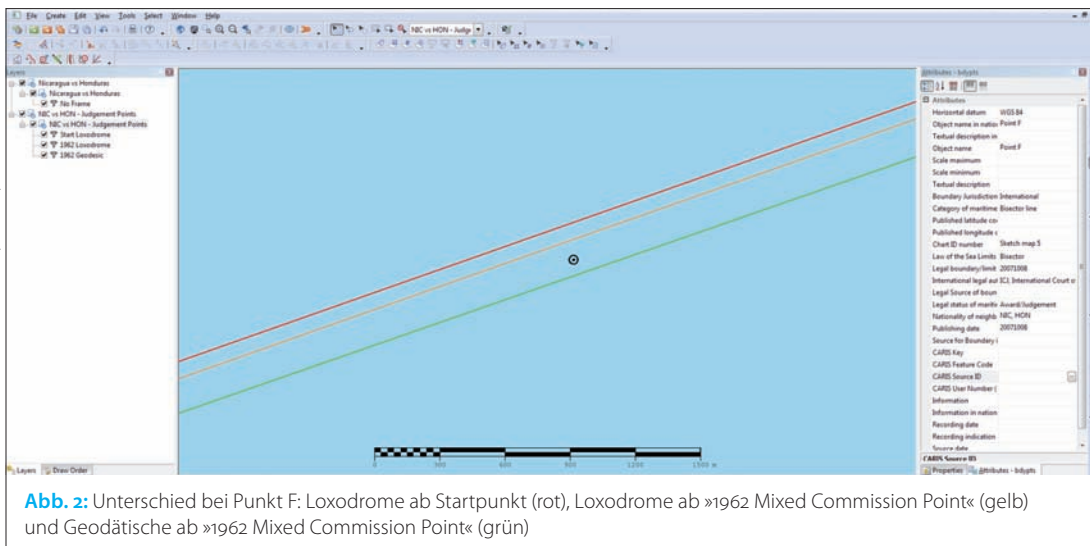 File Edit Create View Tools Select Window Help
NIC vs HON - Judge
Layers
Nicaragua vs Honduras
Nicaragua vs Honduras
No Frame
NIC vs HON - Judgement Points
NIC vs HON - Judgement Points
Start Loxodrome
1962 Loxodrome
1962 Geodesic
Layers Draw Order
0 300 600 900 1200 1500 m
Attributes - bdypts
Attributes
Horizontal datum WGS 84
Object name in natio Point F
Textual description in
Object name Point F
Scale maximum
Scale minimum
Textual description
Boundary Jurisdiction International
Category of maritime Bisector line
Published latitude co
Published longitude c
Chart ID number Sketch map 5
Law of the Sea Limits Bisector
Legal boundary/limit 20071008
International legal aut ICJ, International Court o
Legal Source of boun
Legal status of mariti Award/Judgement
Nationality of neighb NIC, HON
Publishing date 20071008
Source for Boundary i
CARIS Key
CARIS Feature Code
CARIS Source ID
CARIS User Number (
Information
Information in nation
Recording date
Recording indication
Source date
CARIS Source ID
Properties Attributes - bdypts
Abb. 2: Unterschied bei Punkt F: Loxodrome ab Startpunkt (rot), Loxodrome ab »1962 Mixed Commission Point« (gelb)
und Geodätische ab »1962 Mixed Commission Point« (grün)